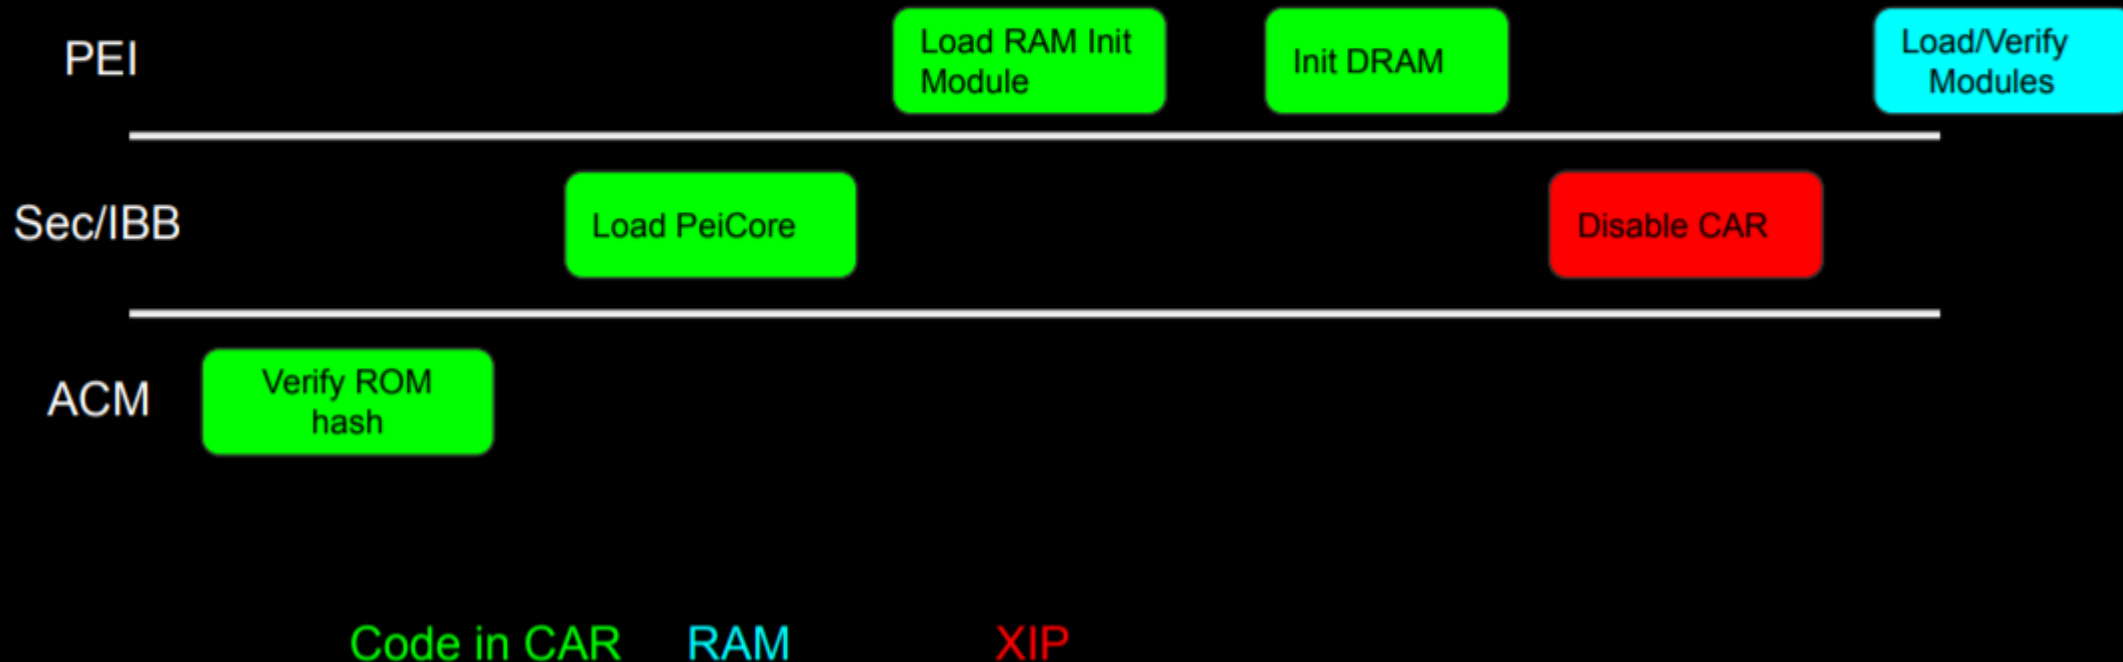 PEI
Load RAM Init
Module
Init DRAM
Load/Verify
Modules
Sec/IBB
Load PeiCore
Disable CAR
ACM
Verify ROM
hash
Code in CAR
RAM
XIP